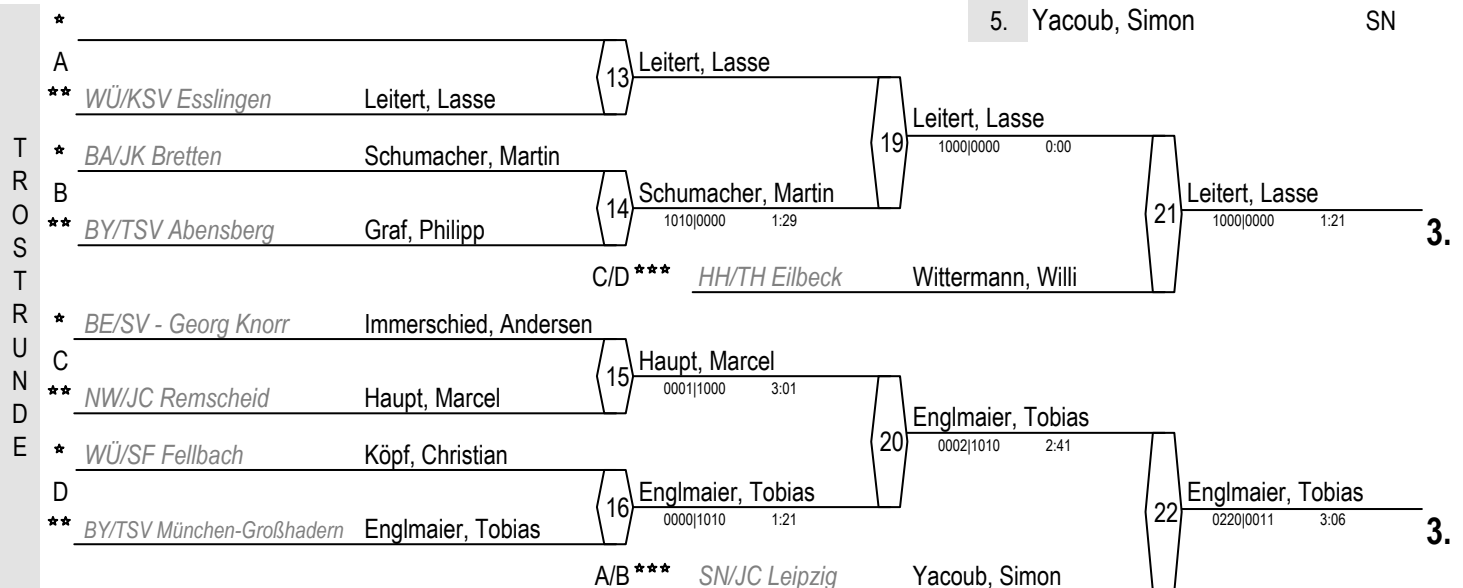 5. Yacoub, Simon SN
TROSTRUNDE
*
A
13 Leitert, Lasse
** WÜ/KSV Esslingen Leitert, Lasse
19 Leitert, Lasse
1000|0000 0:00
* BA/JK Bretten Schumacher, Martin
B
14 Schumacher, Martin
1010|0000 1:29
** BY/TSV Abensberg Graf, Philipp
21 Leitert, Lasse
1000|0000 1:21
3.
C/D *** HH/TH Eilbeck Wittermann, Willi
* BE/SV - Georg Knorr Immerschied, Andersen
C
15 Haupt, Marcel
0001|1000 3:01
** NW/JC Remscheid Haupt, Marcel
20 Englmaier, Tobias
0002|1010 2:41
* WÜ/SF Fellbach Köpf, Christian
D
16 Englmaier, Tobias
0000|1010 1:21
** BY/TSV München-Großhadern Englmaier, Tobias
22 Englmaier, Tobias
0220|0011 3:06
3.
A/B *** SN/JC Leipzig Yacoub, Simon